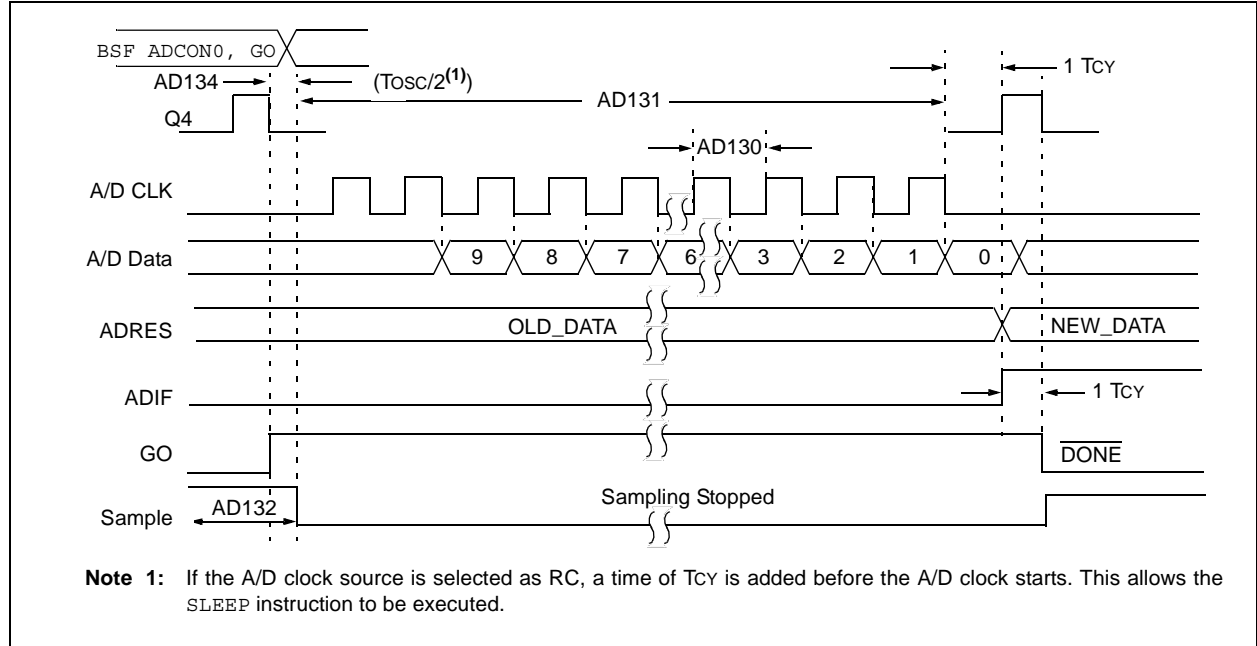 BSF ADCON0, GO
AD134 (TOSC/2(1)) 1 TCY
AD131
Q4
AD130
A/D CLK
A/D Data 9 8 7 6 3 2 1 0
ADRES OLD_DATA NEW_DATA
ADIF 1 TCY
GO DONE
Sampling Stopped
Sample AD132
Note 1: If the A/D clock source is selected as RC, a time of TCY is added before the A/D clock starts. This allows the
SLEEP instruction to be executed.